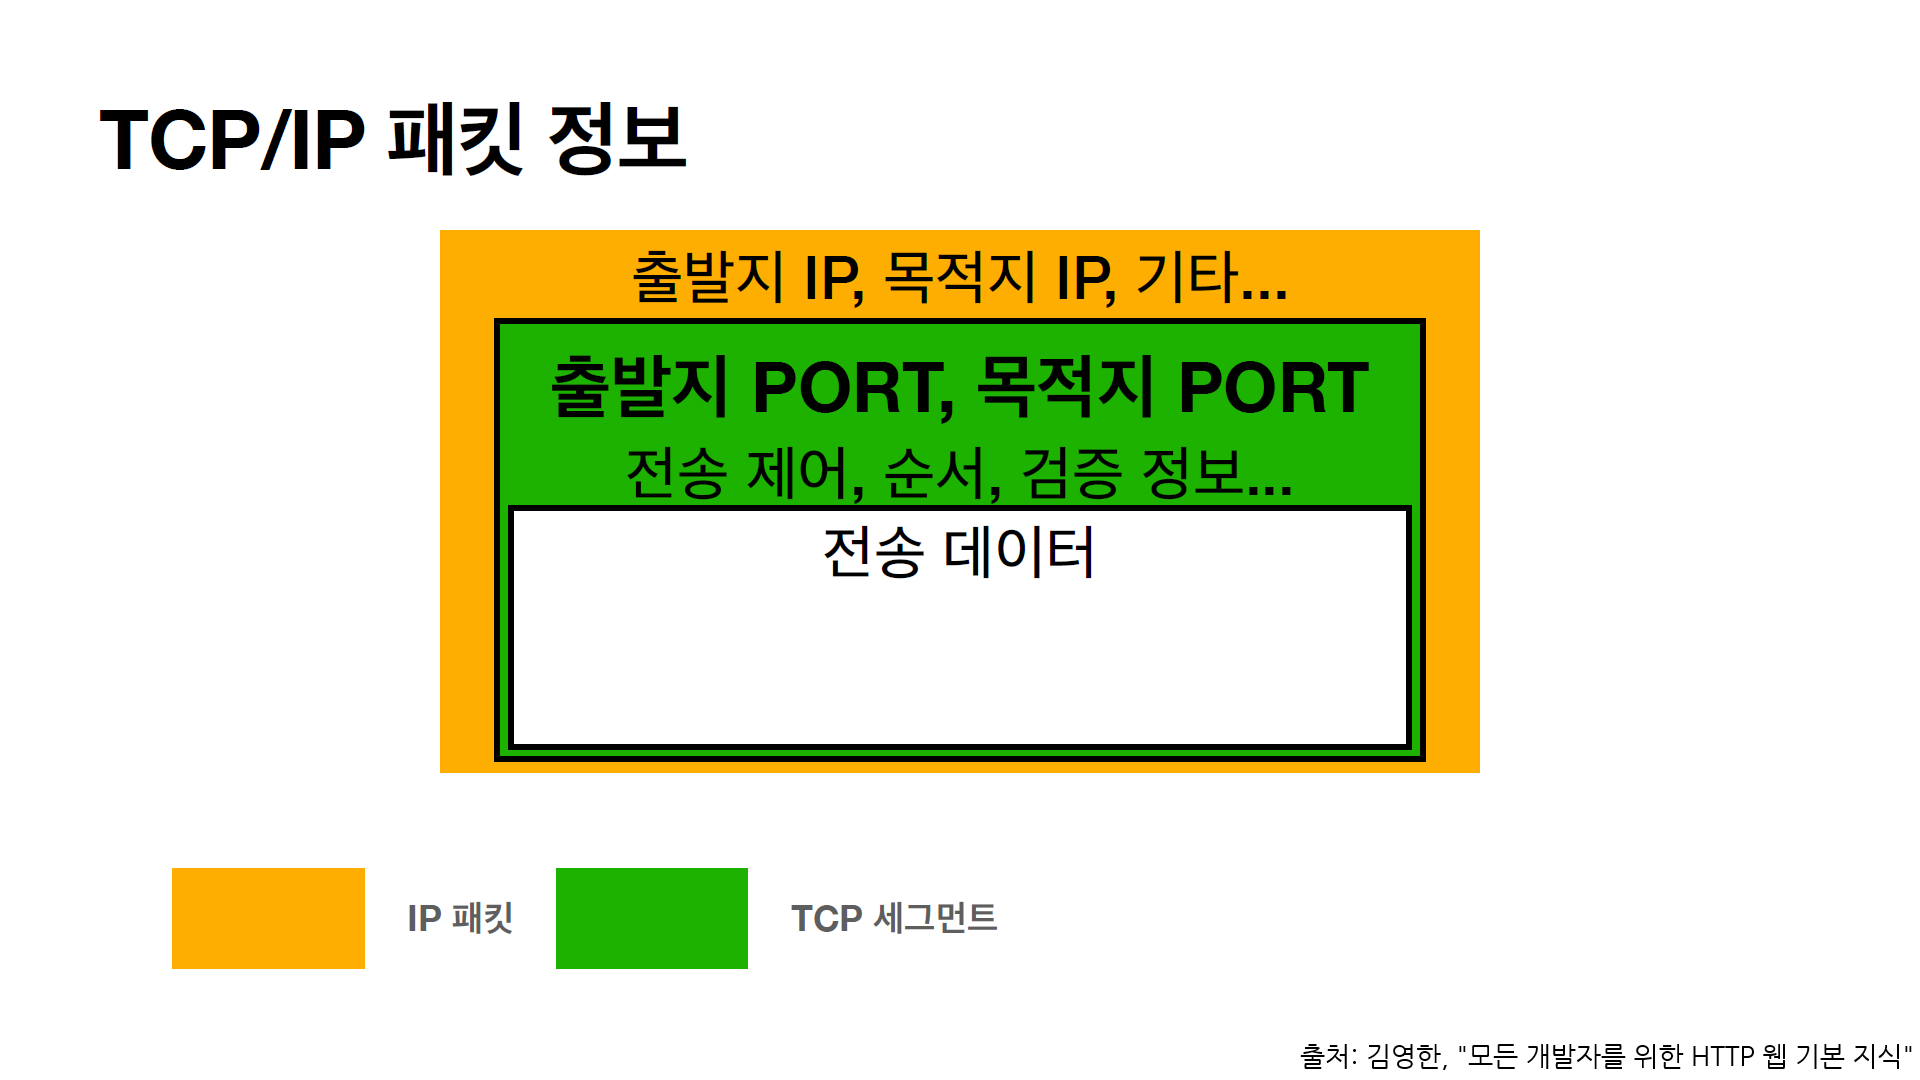 TCP/IP 패킷 정보
출발지 IP, 목적지 IP, 기타...
출발지 PORT, 목적지 PORT
전송 제어, 순서, 검증 정보...
전송 데이터
IP 패킷
TCP 세그먼트
출처: 김영한, "모든 개발자를 위한 HTTP 웹 기본 지식"